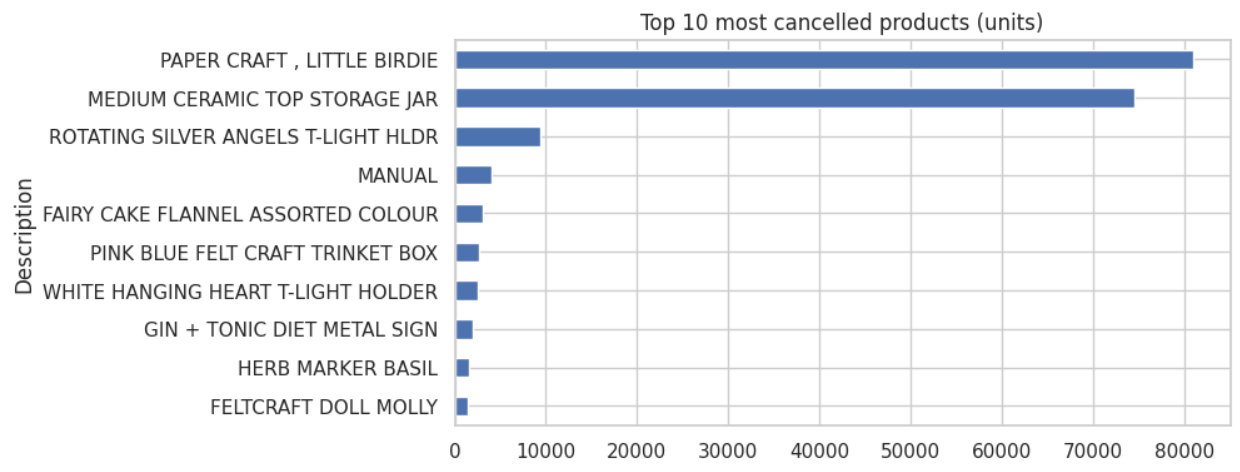 Top 10 most cancelled products (units)
Description
PAPER CRAFT , LITTLE BIRDIE
MEDIUM CERAMIC TOP STORAGE JAR
ROTATING SILVER ANGELS T-LIGHT HLDR
MANUAL
FAIRY CAKE FLANNEL ASSORTED COLOUR
PINK BLUE FELT CRAFT TRINKET BOX
WHITE HANGING HEART T-LIGHT HOLDER
GIN + TONIC DIET METAL SIGN
HERB MARKER BASIL
FELTCRAFT DOLL MOLLY
0 10000 20000 30000 40000 50000 60000 70000 80000